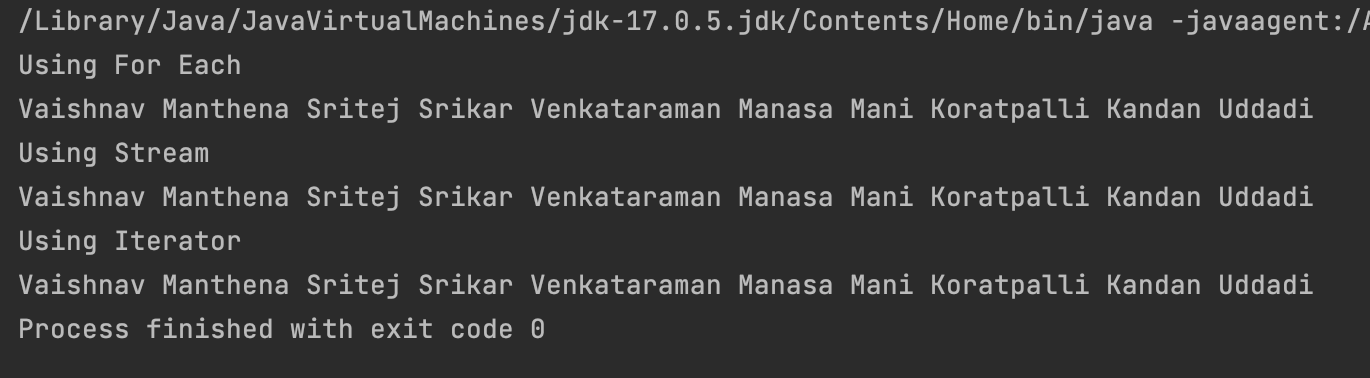 /Library/Java/JavaVirtualMachines/jdk-17.0.5.jdk/Contents/Home/bin/java -javaagent:/A
Using For Each
Vaishnav Manthena Sritej Srikar Venkataraman Manasa Mani Koratpalli Kandan Uddadi
Using Stream
Vaishnav Manthena Sritej Srikar Venkataraman Manasa Mani Koratpalli Kandan Uddadi
Using Iterator
Vaishnav Manthena Sritej Srikar Venkataraman Manasa Mani Koratpalli Kandan Uddadi
Process finished with exit code 0